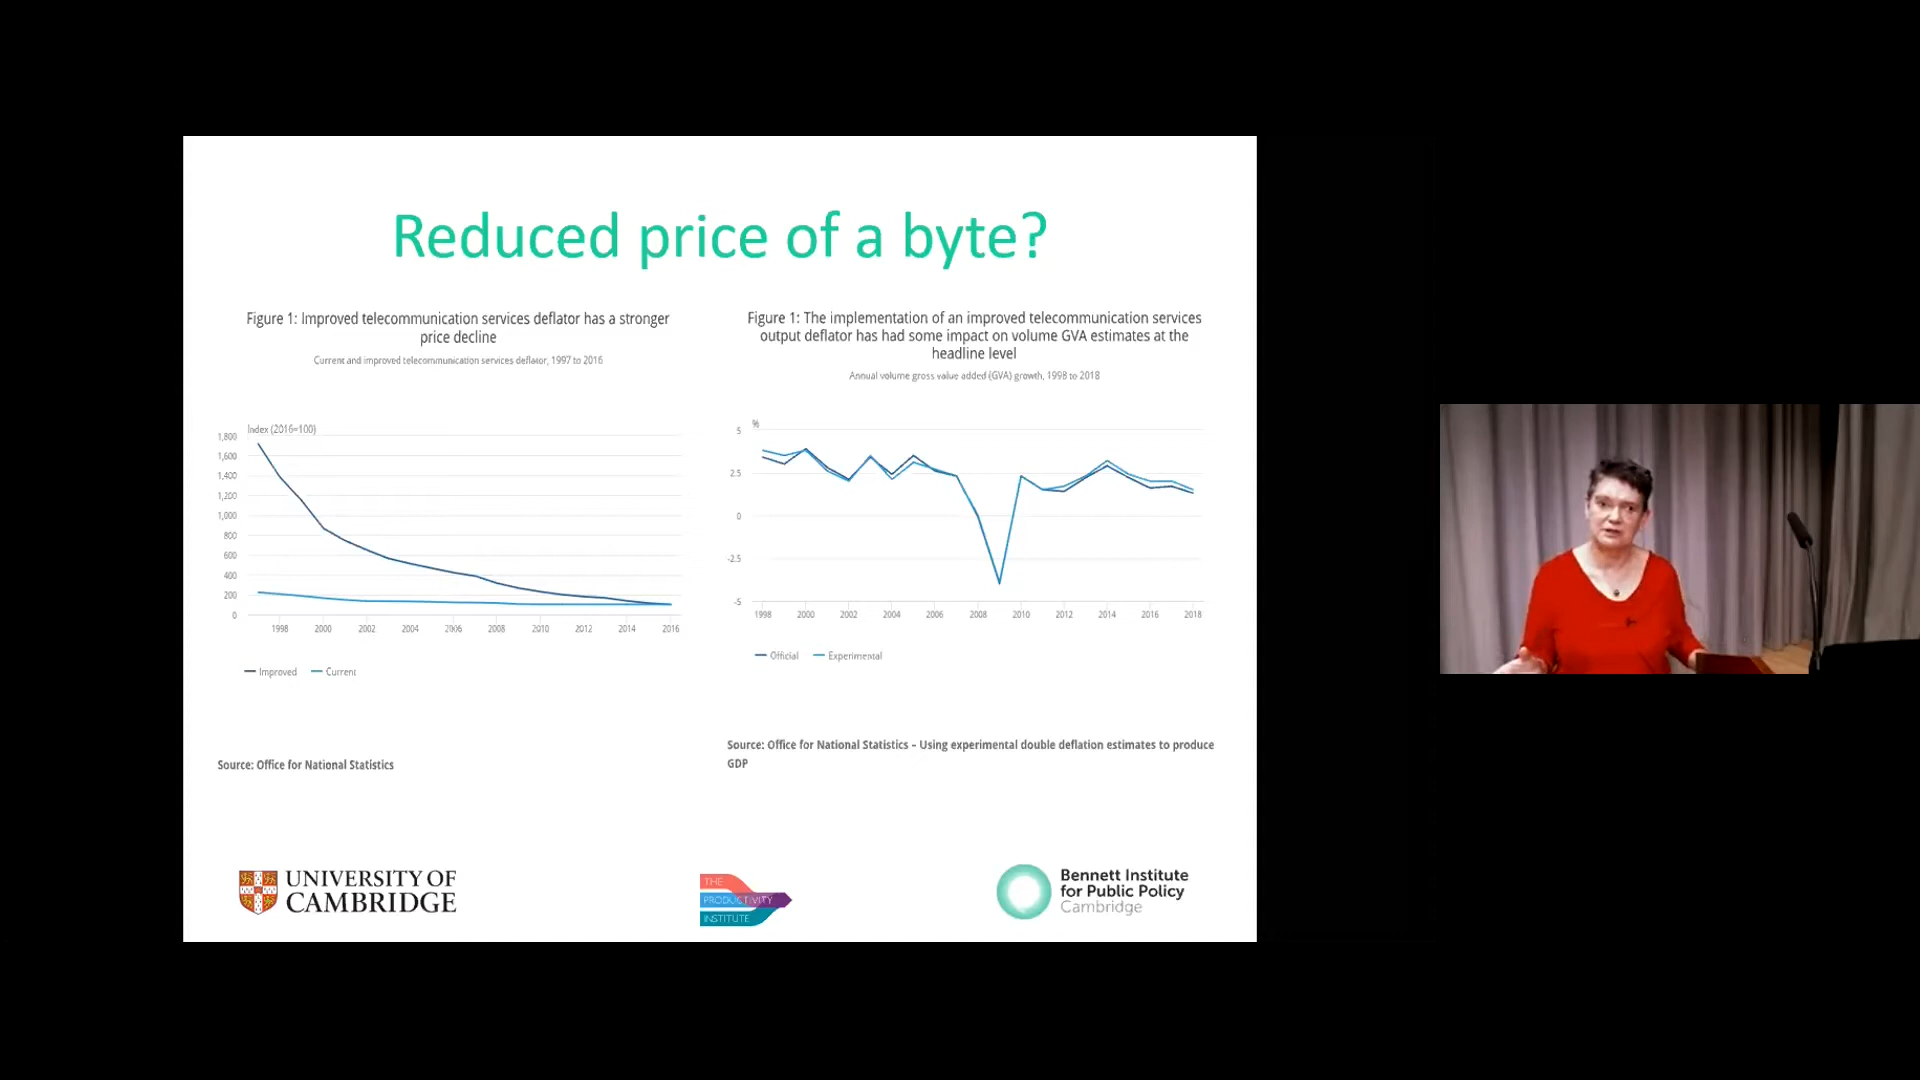 Reduced price of a byte?
Figure 1: Improved telecommunication services deflator has a stronger
price decline
Current and improved telecommunication services deflator, 1997 to 2016
Index (2016=100)
1,800
1,600
1,400
1,200
1,000
800
600
400
200
0
1998 2000 2002 2004 2006 2008 2010 2012 2014 2016
Improved Current
Source: Office for National Statistics
Figure 1: The implementation of an improved telecommunication services
output deflator has had some impact on volume GVA estimates at the
headline level
Annual volume gross value added (GVA) growth, 1998 to 2018
%
5
2.5
0
-2.5
-5
1998 2000 2002 2004 2006 2008 2010 2012 2014 2016 2018
Official Experimental
Source: Office for National Statistics – Using experimental double deflation estimates to produce
GDP
UNIVERSITY OF
CAMBRIDGE
THE
PRODUCTIVITY
INSTITUTE
Bennett Institute
for Public Policy
Cambridge